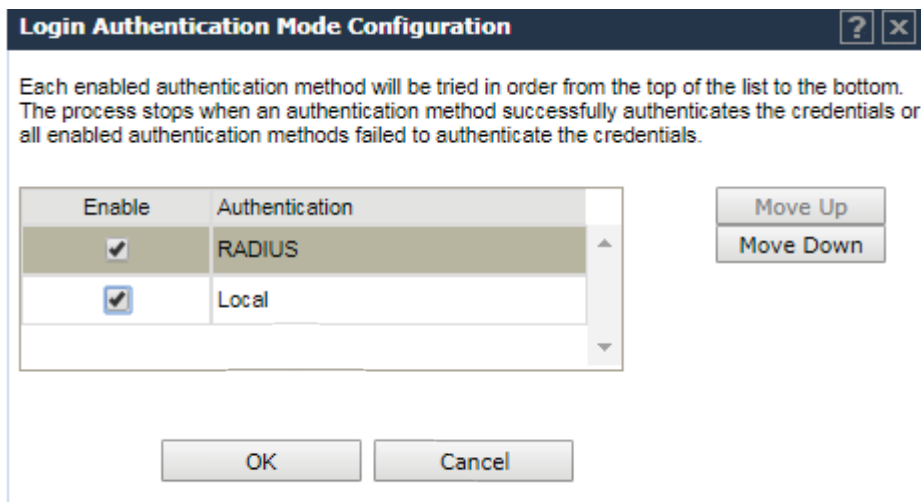 Login Authentication Mode Configuration
Each enabled authentication method will be tried in order from the top of the list to the bottom.
The process stops when an authentication method successfully authenticates the credentials or
all enabled authentication methods failed to authenticate the credentials.
Enable Authentication
RADIUS
Local
Move Up
Move Down
OK Cancel